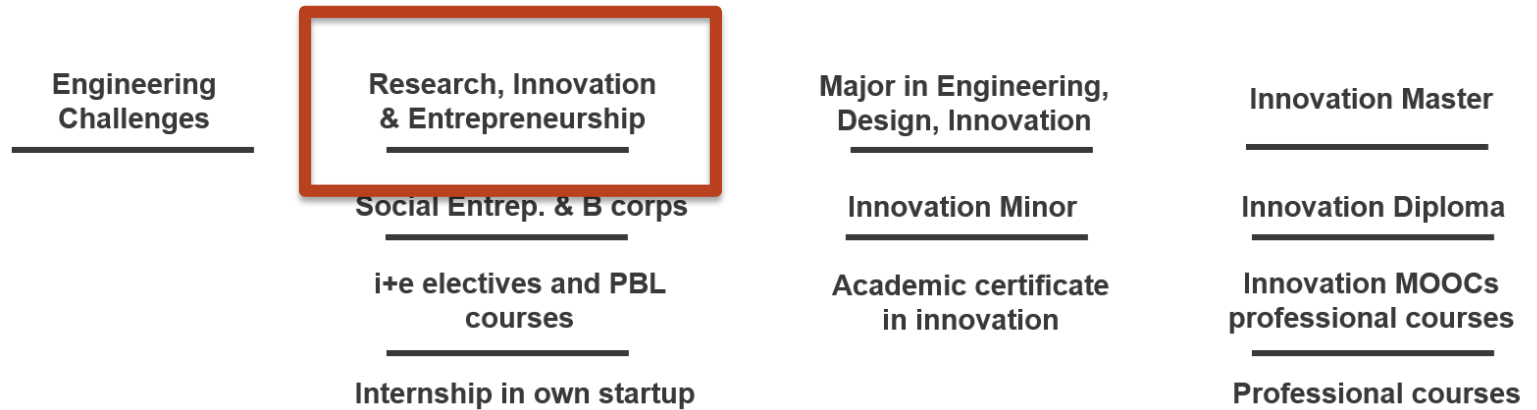 Engineering
Challenges
Research, Innovation
& Entrepreneurship
Social Entrep. & B corps
i+e electives and PBL
courses
Internship in own startup
Major in Engineering,
Design, Innovation
Innovation Minor
Academic certificate
in innovation
Innovation Master
Innovation Diploma
Innovation MOOCs
professional courses
Professional courses